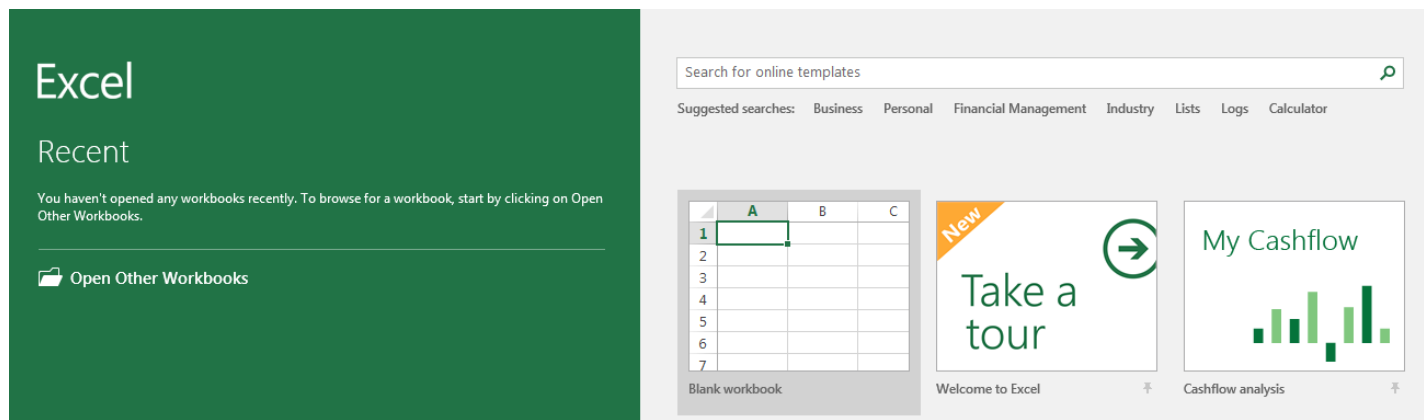 Excel
Recent
You haven't opened any workbooks recently. To browse for a workbook, start by clicking on Open
Other Workbooks.
Open Other Workbooks
Search for online templates
Suggested searches: Business Personal Financial Management Industry Lists Logs Calculator
A B C
1
2
3
4
5
6
7
Blank workbook
New
Take a
tour
Welcome to Excel
My Cashflow
Cashflow analysis